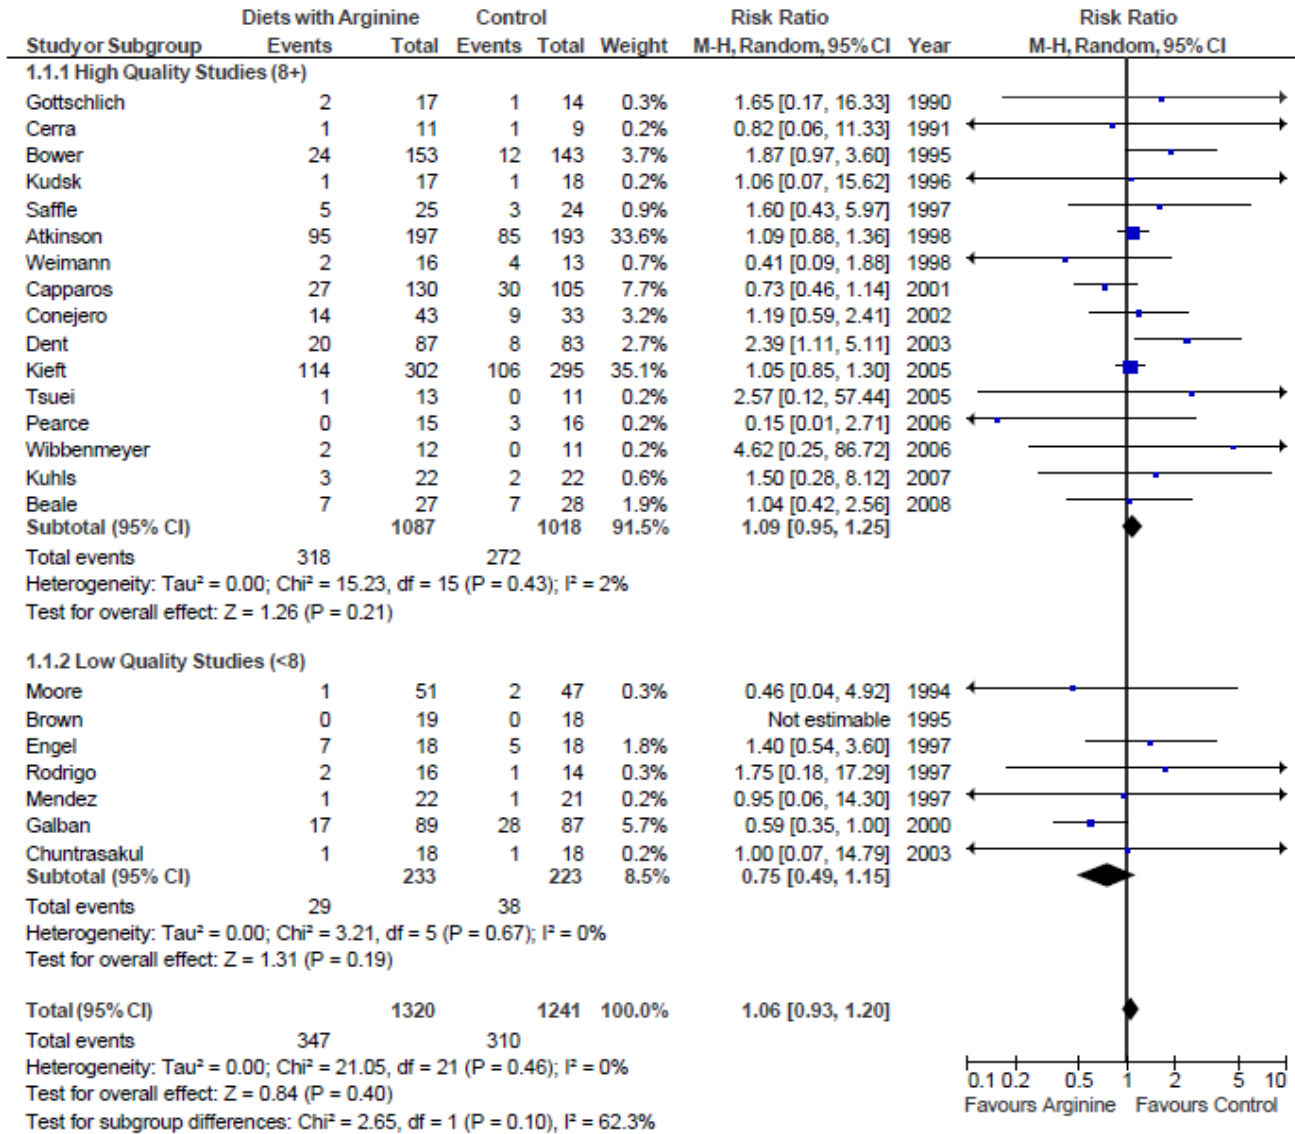 Diets with Arginine Control Risk Ratio Risk Ratio
Study or Subgroup Events Total Events Total Weight M-H, Random, 95% CI Year M-H, Random, 95% CI
1.1.1 High Quality Studies (8+)
Gottschlich 2 17 1 14 0.3% 1.65 [0.17, 16.33] 1990
Cerra 1 11 1 9 0.2% 0.82 [0.06, 11.33] 1991
Bower 24 153 12 143 3.7% 1.87 [0.97, 3.60] 1995
Kudsk 1 17 1 18 0.2% 1.06 [0.07, 15.62] 1996
Saffle 5 25 3 24 0.9% 1.60 [0.43, 5.97] 1997
Atkinson 95 197 85 193 33.6% 1.09 [0.88, 1.36] 1998
Weimann 2 16 4 13 0.7% 0.41 [0.09, 1.88] 1998
Capparos 27 130 30 105 7.7% 0.73 [0.46, 1.14] 2001
Conejero 14 43 9 33 3.2% 1.19 [0.59, 2.41] 2002
Dent 20 87 8 83 2.7% 2.39 [1.11, 5.11] 2003
Kieft 114 302 106 295 35.1% 1.05 [0.85, 1.30] 2005
Tsuei 1 13 0 11 0.2% 2.57 [0.12, 57.44] 2005
Pearce 0 15 3 16 0.2% 0.15 [0.01, 2.71] 2006
Wibbenmeyer 2 12 0 11 0.2% 4.62 [0.25, 86.72] 2006
Kuhls 3 22 2 22 0.6% 1.50 [0.28, 8.12] 2007
Beale 7 27 7 28 1.9% 1.04 [0.42, 2.56] 2008
Subtotal (95% CI) 1087 1018 91.5% 1.09 [0.95, 1.25]
Total events 318 272
Heterogeneity: Tau² = 0.00; Chi² = 15.23, df = 15 (P = 0.43); I² = 2%
Test for overall effect: Z = 1.26 (P = 0.21)
1.1.2 Low Quality Studies (<8)
Moore 1 51 2 47 0.3% 0.46 [0.04, 4.92] 1994
Brown 0 19 0 18 Not estimable 1995
Engel 7 18 5 18 1.8% 1.40 [0.54, 3.60] 1997
Rodrigo 2 16 1 14 0.3% 1.75 [0.18, 17.29] 1997
Mendez 1 22 1 21 0.2% 0.95 [0.06, 14.30] 1997
Galban 17 89 28 87 5.7% 0.59 [0.35, 1.00] 2000
Chuntrasakul 1 18 1 18 0.2% 1.00 [0.07, 14.79] 2003
Subtotal (95% CI) 233 223 8.5% 0.75 [0.49, 1.15]
Total events 29 38
Heterogeneity: Tau² = 0.00; Chi² = 3.21, df = 5 (P = 0.67); I² = 0%
Test for overall effect: Z = 1.31 (P = 0.19)
Total (95% CI) 1320 1241 100.0% 1.06 [0.93, 1.20]
Total events 347 310
Heterogeneity: Tau² = 0.00; Chi² = 21.05, df = 21 (P = 0.46); I² = 0%
Test for overall effect: Z = 0.84 (P = 0.40)
Test for subgroup differences: Chi² = 2.65, df = 1 (P = 0.10), I² = 62.3%
0.1 0.2 0.5 1 2 5 10
Favours Arginine Favours Control